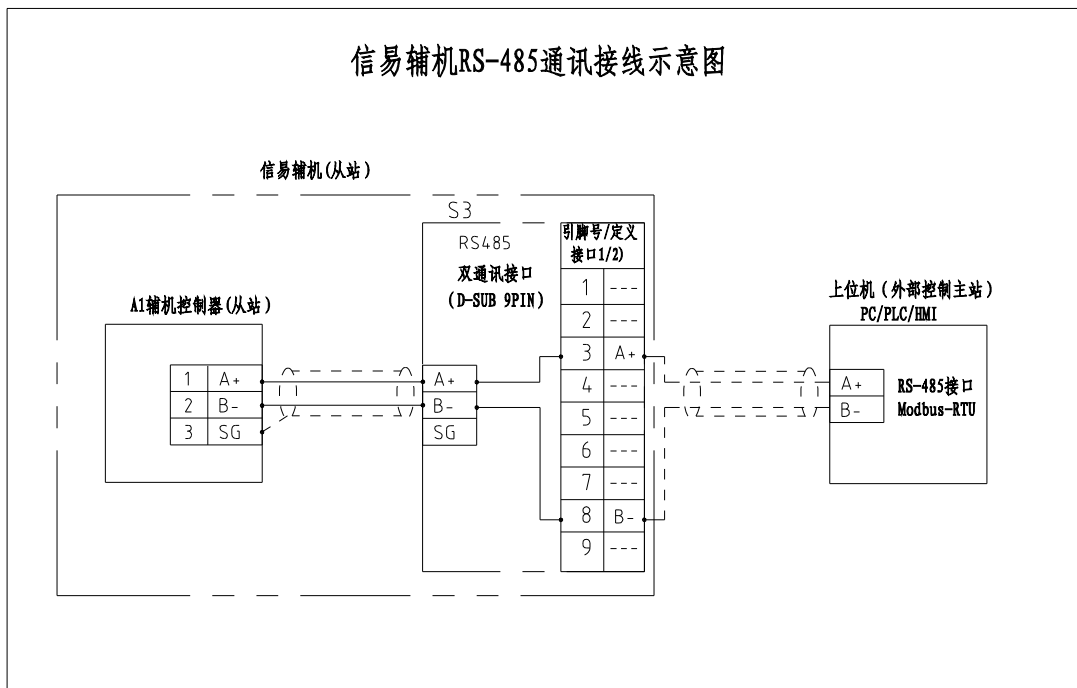 信易辅机RS-485通讯接线示意图
信易辅机(从站)
S3
RS485
双通讯接口
(D-SUB 9PIN)
引脚号/定义
接口1/2)
1 ---
2 ---
3 A+
4 ---
5 ---
6 ---
7 ---
8 B-
9 ---
A1辅机控制器(从站)
1 A+
2 B-
3 SG
A+
B-
SG
上位机(外部控制主站)
PC/PLC/HMI
A+
B-
RS-485接口
Modbus-RTU